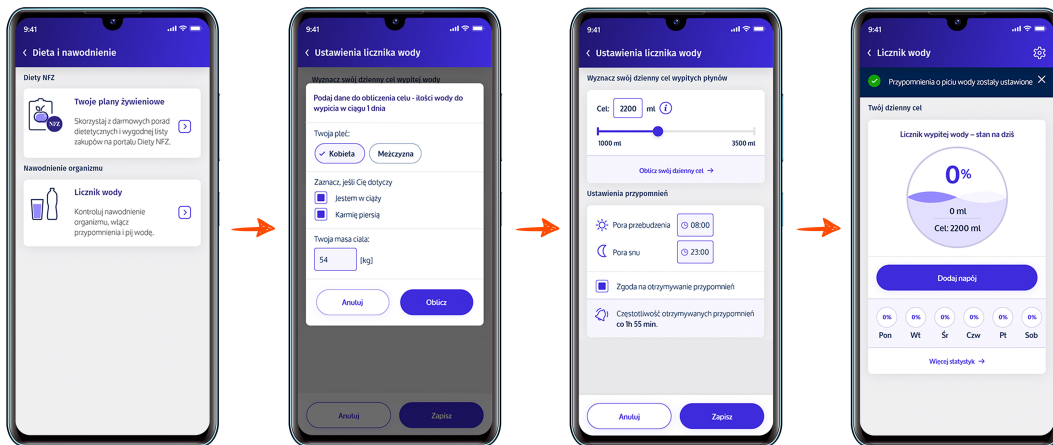 9:41
Dieta i nawodnienie
Diety NFZ
NFZ
Twoje plany żywieniowe
Skorzystaj z darmowych porad
dietetycznych i wygodnej listy
zakupów na portalu Diety NFZ.
Nawodnienie organizmu
Licznik wody
Kontroluj nawodnienie
organizmu, włącz
przypomnienia i pij wodę.
9:41
Ustawienia licznika wody
Wyznacz swój dzienny cel wypitej wody
Podaj dane do obliczenia celu - ilości wody do
wypicia w ciągu 1 dnia
Twoja płeć:
Kobieta Mężczyzna
Zaznacz, jeśli Cię dotyczy
Jestem w ciąży
Karmię piersią
Twoja masa ciała:
54 [kg]
Anuluj Oblicz
Anuluj Zapisz
9:41
Ustawienia licznika wody
Wyznacz swój dzienny cel wypitych płynów
Cel: 2200 ml i
1000 ml 3500 ml
Oblicz swój dzienny cel →
Ustawienia przypomnień
Pora przebudzenia 08:00
Pora snu 23:00
Zgoda na otrzymywanie przypomnień
Częstotliwość otrzymywanych przypomnień
co 1h 55 min.
Anuluj Zapisz
9:41
Licznik wody
Przypomnienia o piciu wody zostały ustawione
Twój dzienny cel
Licznik wypitej wody – stan na dziś
0%
0 ml
Cel: 2200 ml
Dodaj napój
0% 0% 0% 0% 0% 0%
Pon Wt Śr Czw Pt Sob
Więcej statystyk →